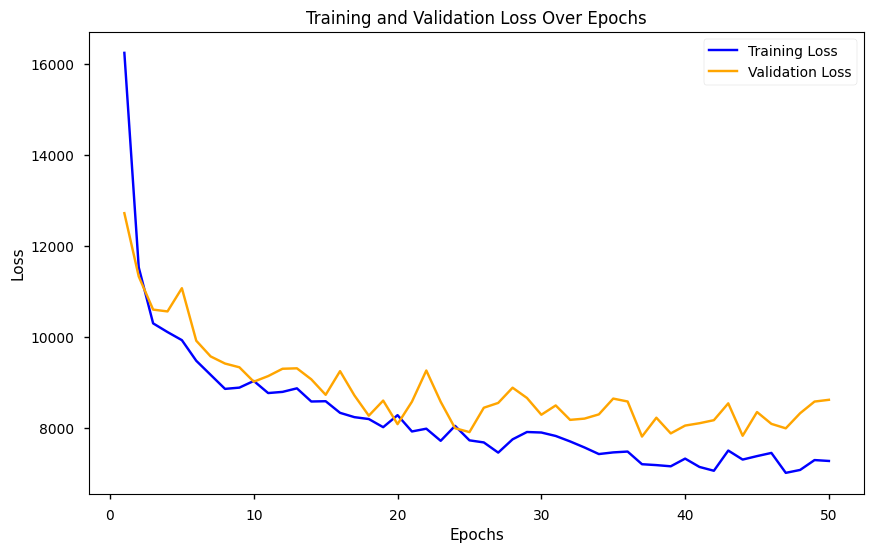 Training and Validation Loss Over Epochs
Training Loss
Validation Loss
16000
14000
12000
10000
8000
Loss
0 10 20 30 40 50
Epochs